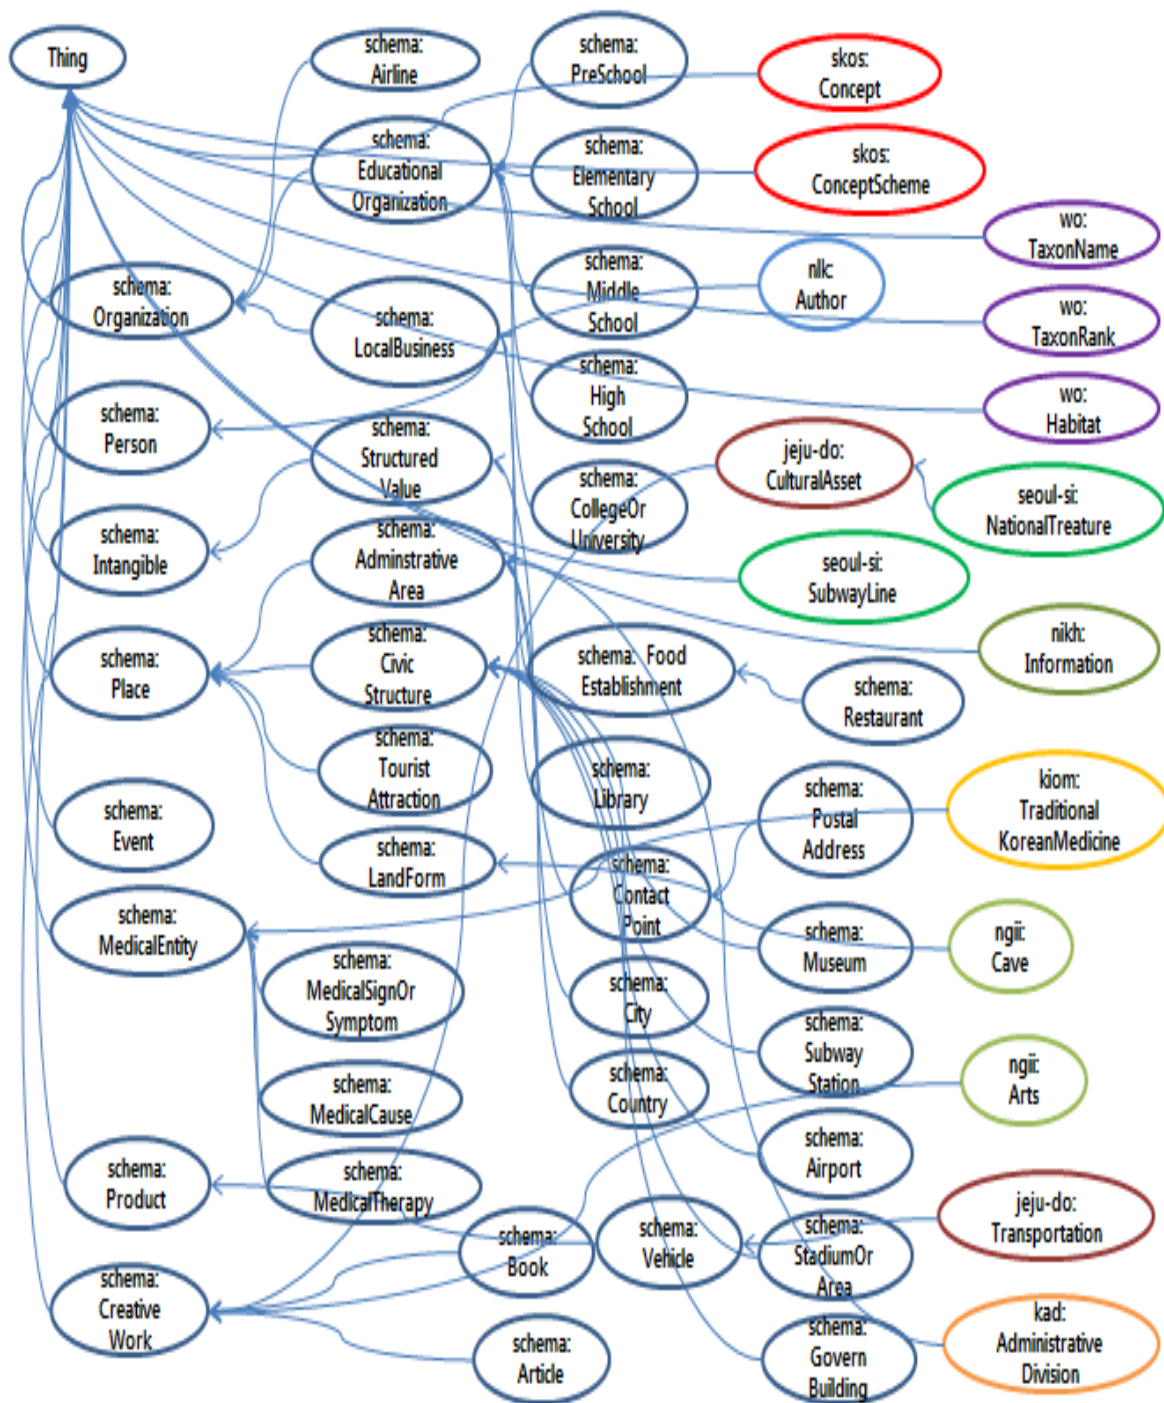 Thing
schema:
Airline
schema:
PreSchool
skos:
Concept
schema:
Educational
Organization
schema:
Elementary
School
skos:
ConceptScheme
wo:
TaxonName
schema:
Organization
schema:
LocalBusiness
schema:
Middle
School
nlk:
Author
wo:
TaxonRank
schema:
Person
schema:
Structured
Value
schema:
High
School
jeju-do:
CulturalAsset
wo:
Habitat
schema:
Intangible
schema:
Adminstrative
Area
schema:
CollegeOr
University
seoul-si:
SubwayLine
seoul-si:
NationalTreature
schema:
Place
schema:
Civic
Structure
schema: Food
Establishment
schema:
Restaurant
nikh:
Information
schema:
Event
schema:
Tourist
Attraction
schema:
Library
schema:
Postal
Address
kiom:
Traditional
KoreanMedicine
schema:
MedicalEntity
schema:
LandForm
schema:
Contact
Point
schema:
Museum
ngii:
Cave
schema:
MedicalSignOr
Symptom
schema:
City
schema:
Subway
Station
ngii:
Arts
schema:
MedicalCause
schema:
Country
schema:
Airport
schema:
Product
schema:
MedicalTherapy
schema:
Book
schema:
Vehicle
schema:
StadiumOr
Area
jeju-do:
Transportation
schema:
Creative
Work
schema:
Article
schema:
Govern
Building
kad:
Administrative
Division